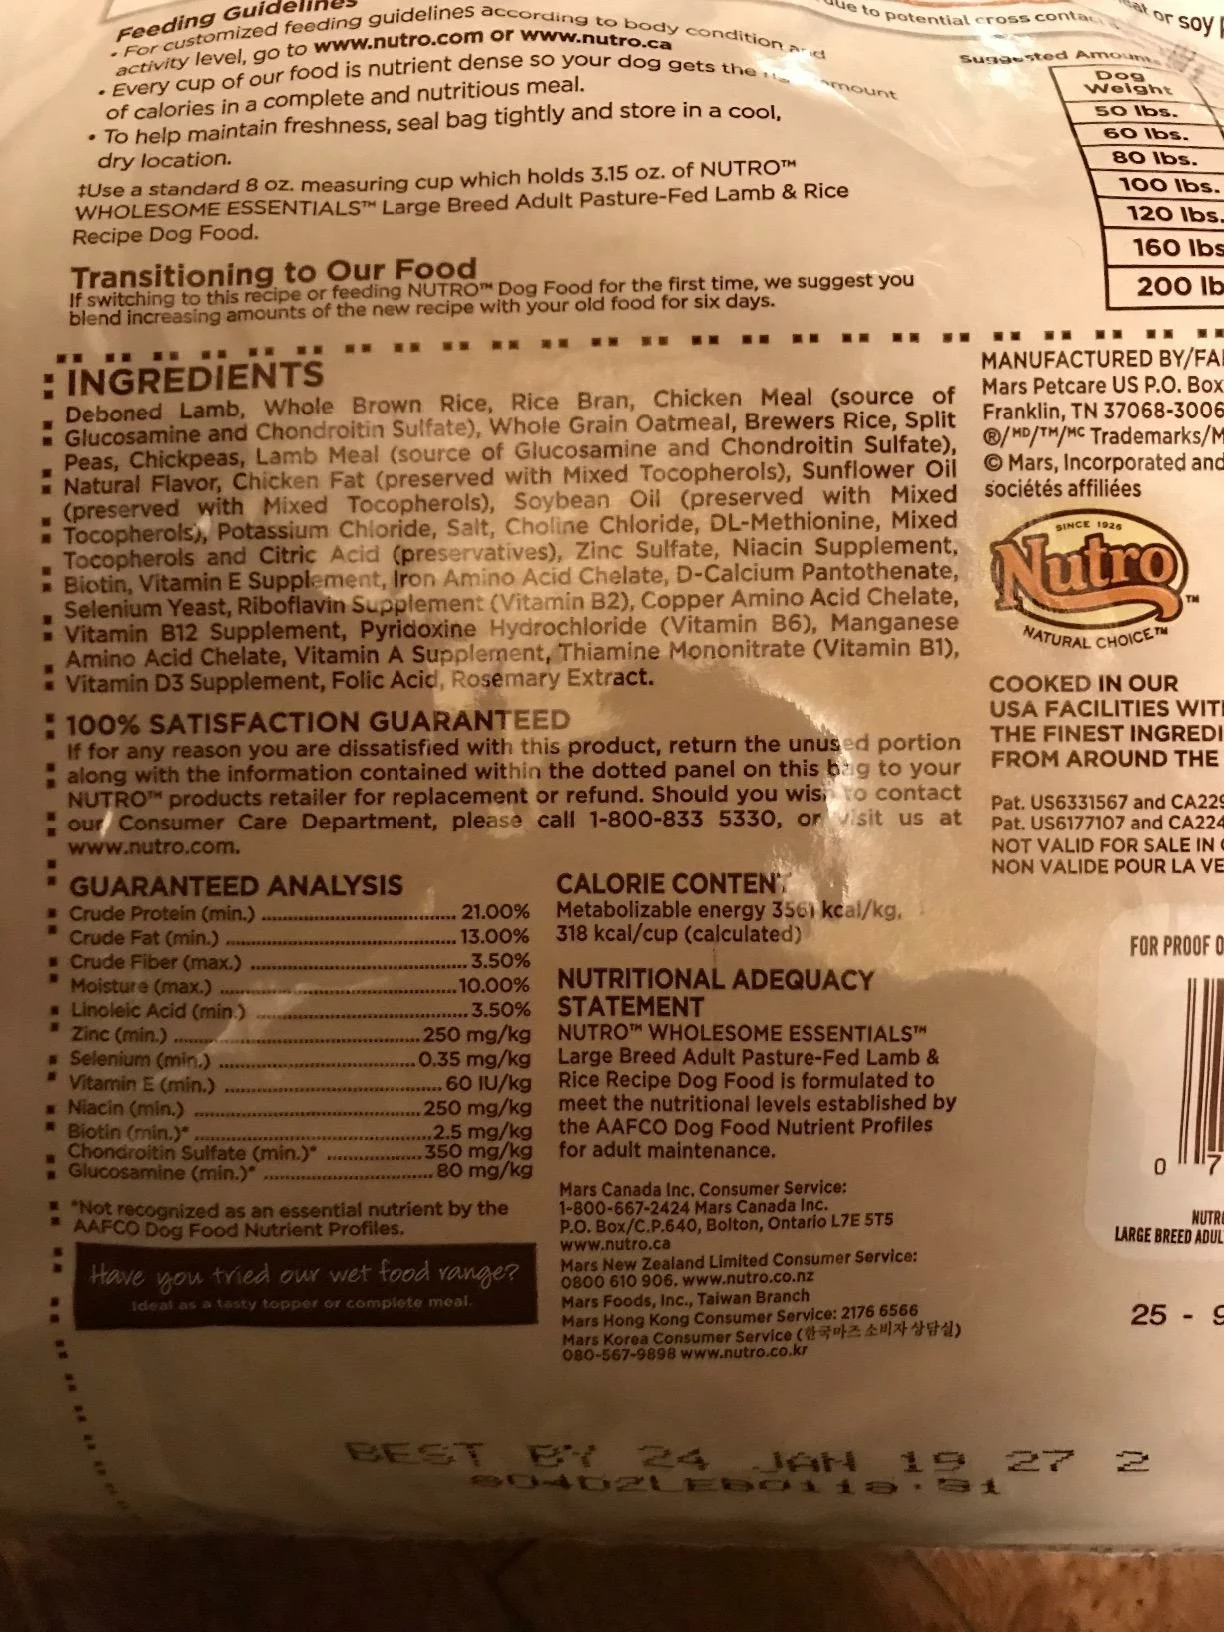 Feeding Guidelines
• For customized feeding guidelines according to body condition and
activity level, go to www.nutro.com or www.nutro.ca
• Every cup of our food is nutrient dense so your dog gets the amount
of calories in a complete and nutritious meal.
• To help maintain freshness, seal bag tightly and store in a cool,
dry location.
‡Use a standard 8 oz. measuring cup which holds 3.15 oz. of NUTRO™
WHOLESOME ESSENTIALS™ Large Breed Adult Pasture-Fed Lamb & Rice
Recipe Dog Food.
Transitioning to Our Food
If switching to this recipe or feeding NUTRO™ Dog Food for the first time, we suggest you
blend increasing amounts of the new recipe with your old food for six days.
due to potential cross contac
or soy
Suggested Amounts
Dog
Weight
50 lbs.
60 lbs.
80 lbs.
100 lbs.
120 lbs.
160 lbs
200 lb
INGREDIENTS
Deboned Lamb, Whole Brown Rice, Rice Bran, Chicken Meal (source of
Glucosamine and Chondroitin Sulfate), Whole Grain Oatmeal, Brewers Rice, Split
Peas, Chickpeas, Lamb Meal (source of Glucosamine and Chondroitin Sulfate),
Natural Flavor, Chicken Fat (preserved with Mixed Tocopherols), Sunflower Oil
(preserved with Mixed Tocopherols), Soybean Oil (preserved with Mixed
Tocopherols), Potassium Chloride, Salt, Choline Chloride, DL-Methionine, Mixed
Tocopherols and Citric Acid (preservatives), Zinc Sulfate, Niacin Supplement,
Biotin, Vitamin E Supplement, Iron Amino Acid Chelate, D-Calcium Pantothenate,
Selenium Yeast, Riboflavin Supplement (Vitamin B2), Copper Amino Acid Chelate,
Vitamin B12 Supplement, Pyridoxine Hydrochloride (Vitamin B6), Manganese
Amino Acid Chelate, Vitamin A Supplement, Thiamine Mononitrate (Vitamin B1),
Vitamin D3 Supplement, Folic Acid, Rosemary Extract.
100% SATISFACTION GUARANTEED
If for any reason you are dissatisfied with this product, return the unused portion
along with the information contained within the dotted panel on this bag to your
NUTRO™ products retailer for replacement or refund. Should you wish to contact
our Consumer Care Department, please call 1-800-833 5330, or visit us at
www.nutro.com.
GUARANTEED ANALYSIS
Crude Protein (min.) 21.00%
Crude Fat (min.) 13.00%
Crude Fiber (max.) 3.50%
Moisture (max.) 10.00%
Linoleic Acid (min.) 3.50%
Zinc (min.) 250 mg/kg
Selenium (min.) 0.35 mg/kg
Vitamin E (min.) 60 IU/kg
Niacin (min.) 250 mg/kg
Biotin (min.)* 2.5 mg/kg
Chondroitin Sulfate (min.)* 350 mg/kg
Glucosamine (min.)* 80 mg/kg
*Not recognized as an essential nutrient by the
AAFCO Dog Food Nutrient Profiles.
Have you tried our wet food range?
Ideal as a tasty topper or complete meal.
CALORIE CONTENT
Metabolizable energy 3561 kcal/kg,
318 kcal/cup (calculated)
NUTRITIONAL ADEQUACY
STATEMENT
NUTRO™ WHOLESOME ESSENTIALS™
Large Breed Adult Pasture-Fed Lamb &
Rice Recipe Dog Food is formulated to
meet the nutritional levels established by
the AAFCO Dog Food Nutrient Profiles
for adult maintenance.
Mars Canada Inc. Consumer Service:
1-800-667-2424 Mars Canada Inc.
P.O. Box/C.P.640, Bolton, Ontario L7E 5T5
www.nutro.ca
Mars New Zealand Limited Consumer Service:
0800 610 906. www.nutro.co.nz
Mars Foods, Inc., Taiwan Branch
Mars Hong Kong Consumer Service: 2176 6566
Mars Korea Consumer Service (한국마즈 소비자 상담실)
080-567-9898 www.nutro.co.kr
MANUFACTURED BY/FA
Mars Petcare US P.O. Box
Franklin, TN 37068-3006
®/MD/TM/MC Trademarks/M
© Mars, Incorporated and
sociétés affiliées
SINCE 1926
Nutro™
NATURAL CHOICE™
COOKED IN OUR
USA FACILITIES WIT
THE FINEST INGREDI
FROM AROUND THE
Pat. US6331567 and CA229
Pat. US6177107 and CA224
NOT VALID FOR SALE IN
NON VALIDE POUR LA VE
FOR PROOF O
0 7
NUTR
LARGE BREED ADUL
25 - 9
BEST BY 24 JAN 19 27 2